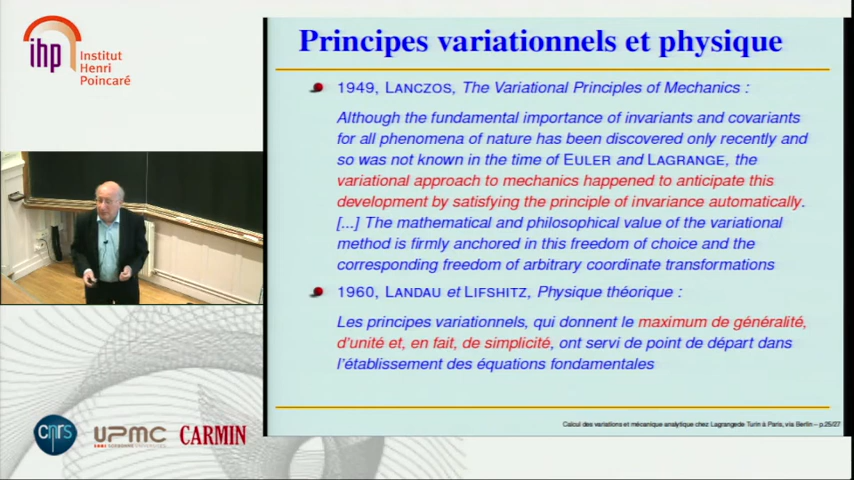 ihp
Institut
Henri
Poincaré
Principes variationnels et physique
1949, LANCZOS, The Variational Principles of Mechanics :
Although the fundamental importance of invariants and covariants
for all phenomena of nature has been discovered only recently and
so was not known in the time of EULER and LAGRANGE, the
variational approach to mechanics happened to anticipate this
development by satisfying the principle of invariance automatically.
[...] The mathematical and philosophical value of the variational
method is firmly anchored in this freedom of choice and the
corresponding freedom of arbitrary coordinate transformations
1960, LANDAU et LIFSHITZ, Physique théorique :
Les principes variationnels, qui donnent le maximum de généralité,
d'unité et, en fait, de simplicité, ont servi de point de départ dans
l'établissement des équations fondamentales
Calcul des variations et mécanique analytique chez Lagrangede Turin à Paris, via Berlin – p.25/27
cnrs
UPMC
CARMIN